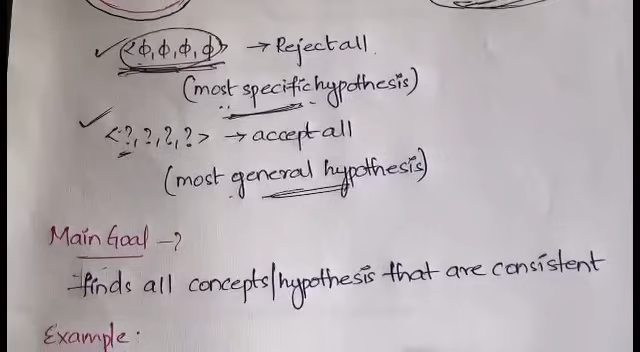 <ϕ, ϕ, ϕ, ϕ> → Reject all.
(most specific hypothesis)
<?, ?, ?, ?> → accept all
(most general hypothesis)
Main Goal -?
finds all concepts/hypothesis that are consistent
Example: